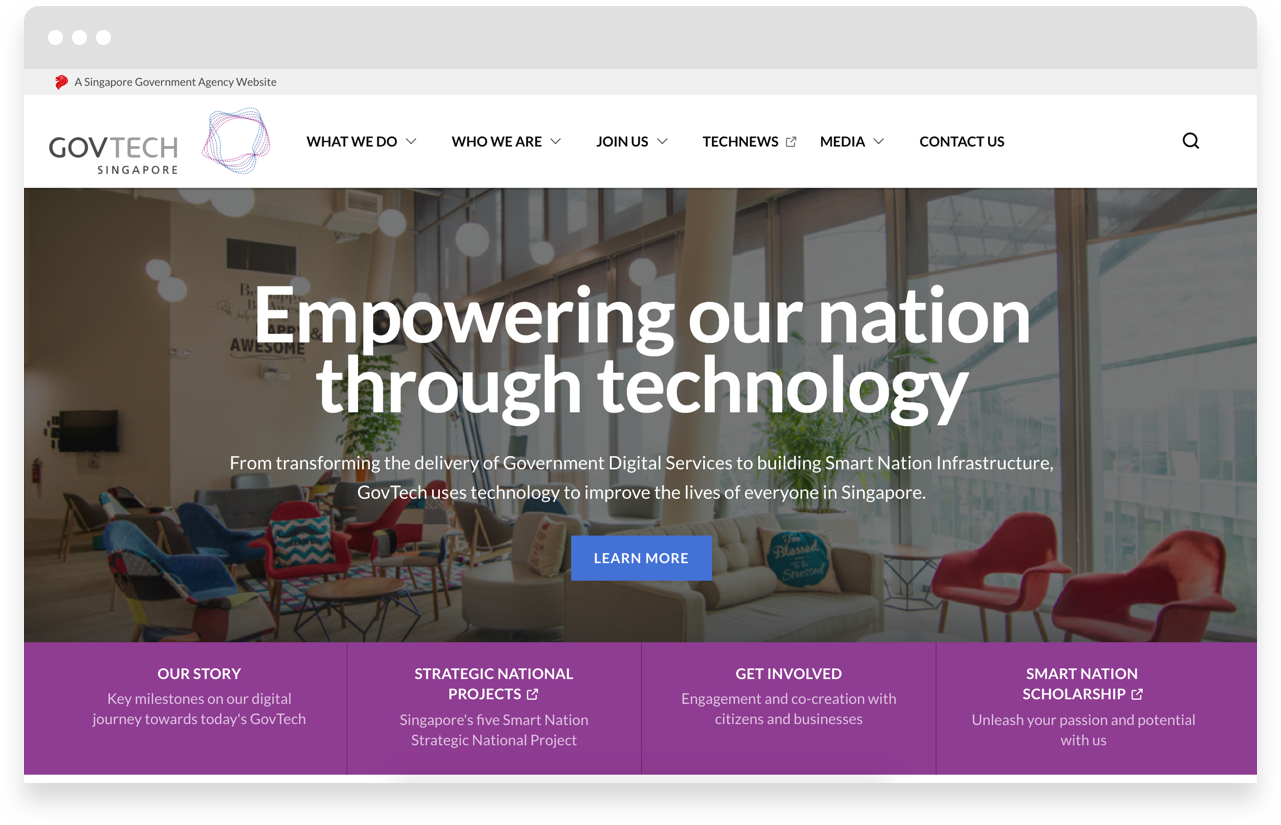 A Singapore Government Agency Website
GOVTECH
SINGAPORE
WHAT WE DO
WHO WE ARE
JOIN US
TECHNEWS
MEDIA
CONTACT US
HAPPY &
AWESOME
Empowering our nation
through technology
From transforming the delivery of Government Digital Services to building Smart Nation Infrastructure,
GovTech uses technology to improve the lives of everyone in Singapore.
LEARN MORE
Blessed
Stressed
OUR STORY
Key milestones on our digital
journey towards today's GovTech
STRATEGIC NATIONAL
PROJECTS
Singapore's five Smart Nation
Strategic National Project
GET INVOLVED
Engagement and co-creation with
citizens and businesses
SMART NATION
SCHOLARSHIP
Unleash your passion and potential
with us